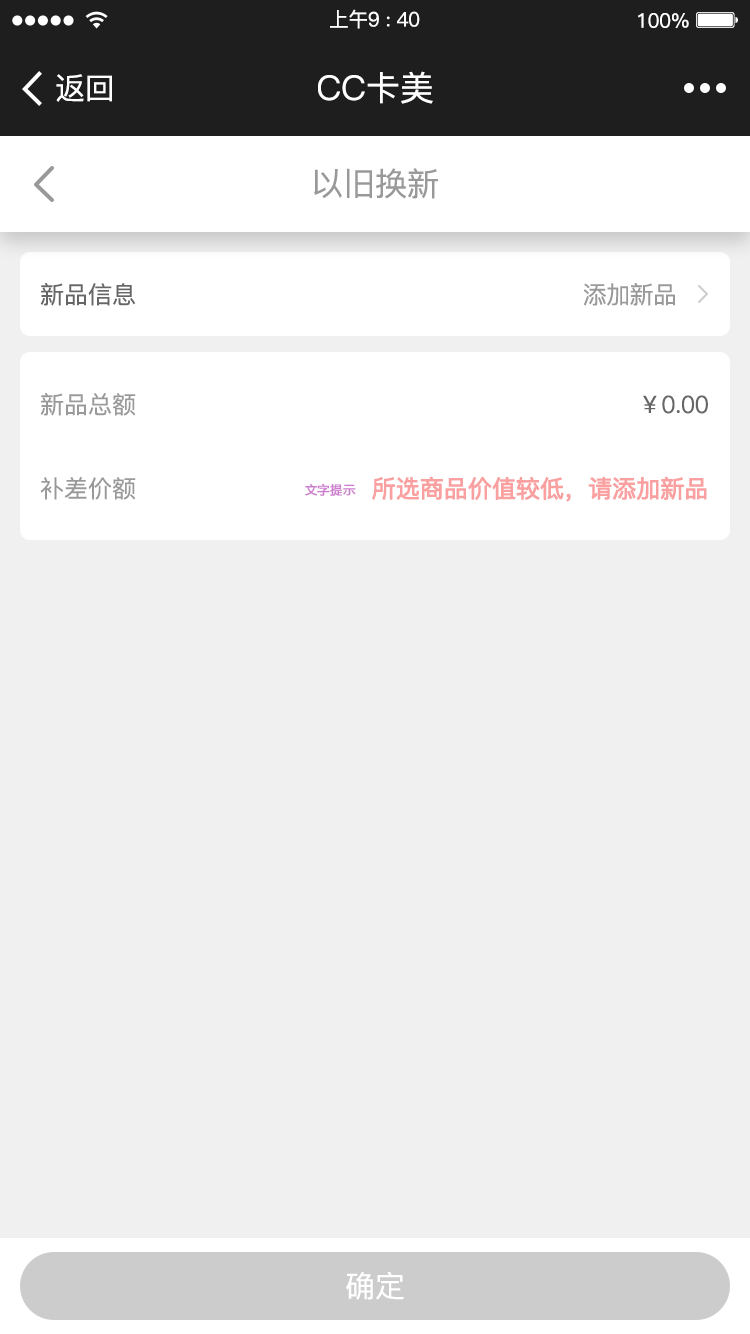 上午9 : 40
100%
返回
CC卡美
以旧换新
新品信息
添加新品
新品总额
¥ 0.00
补差价额
文字提示
所选商品价值较低，请添加新品
确定